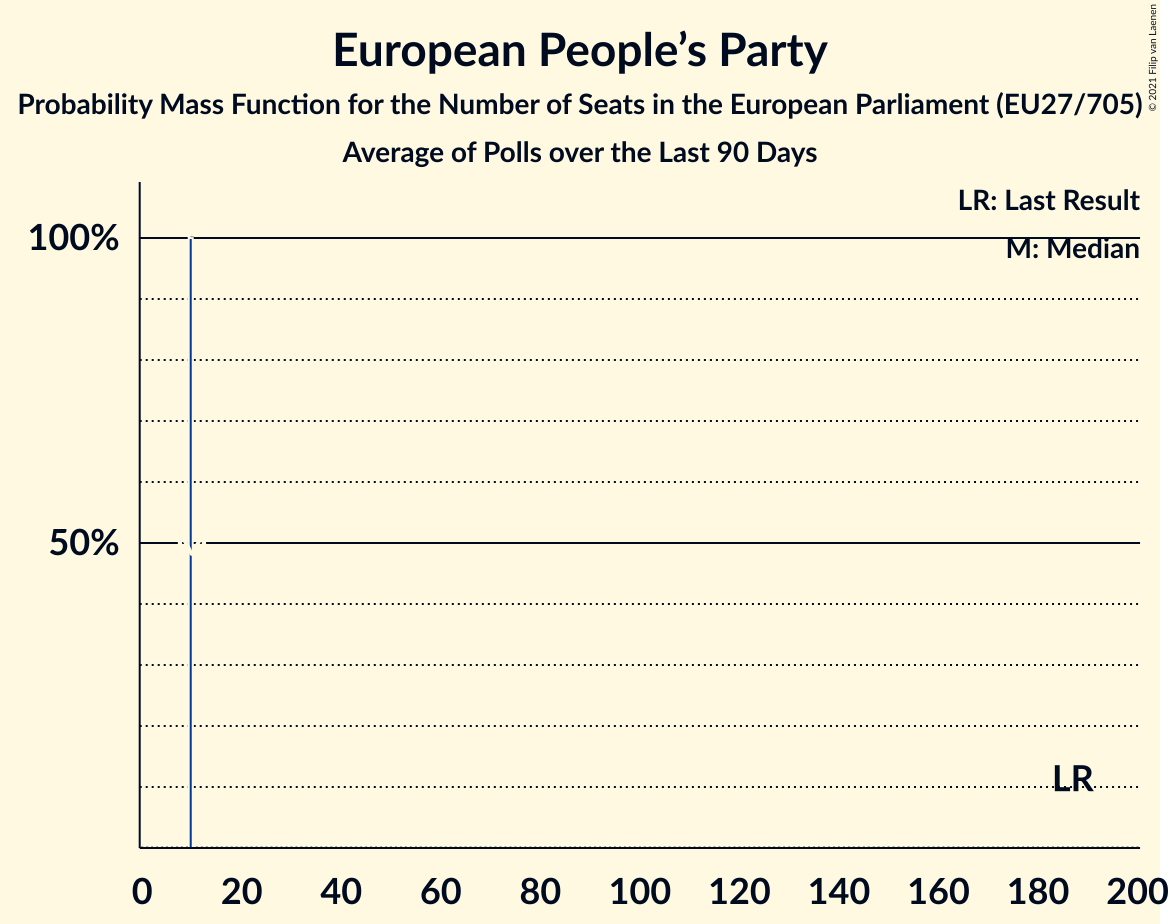 European People’s Party
Probability Mass Function for the Number of Seats in the European Parliament (EU27/705)
Average of Polls over the Last 90 Days
© 2021 Filip van Laenen
LR: Last Result
M: Median
100%
50%
LR
0 20 40 60 80 100 120 140 160 180 200